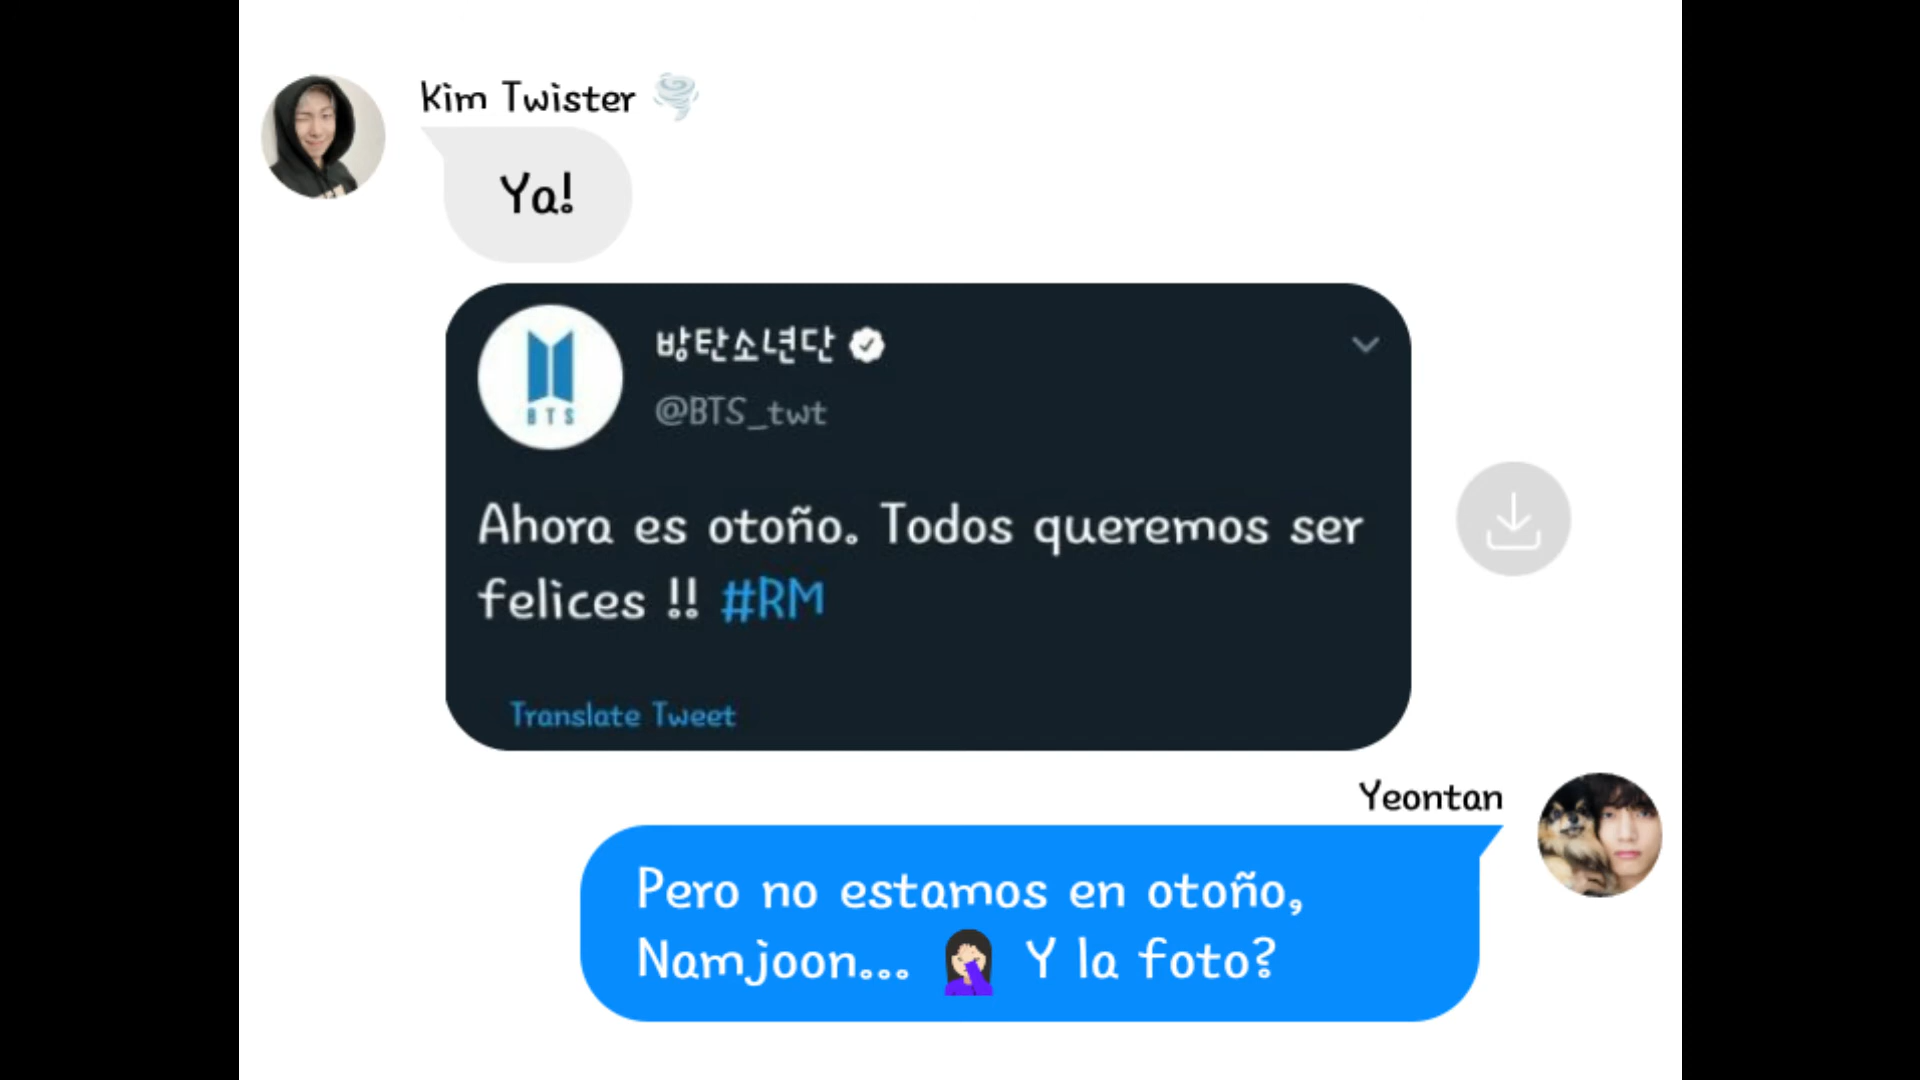 Kim Twister 🌪️
Ya!
방탄소년단
@BTS_twt
BTS
Ahora es otoño. Todos queremos ser
felices !! #RM
Translate Tweet
Yeontan
Pero no estamos en otoño,
Namjoon... 🤦🏻‍♀️ Y la foto?